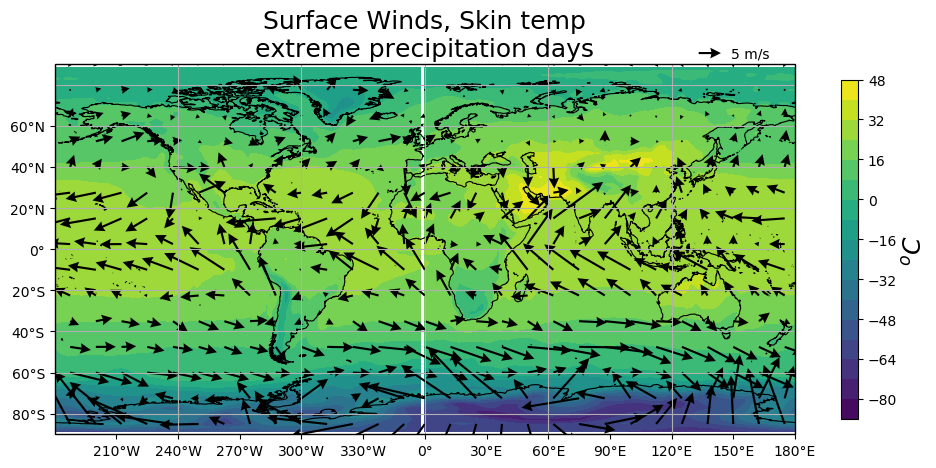 Surface Winds, Skin temp
extreme precipitation days
5 m/s
60°N
40°N
20°N
0°
20°S
40°S
60°S
80°S
210°W 240°W 270°W 300°W 330°W 0° 30°E 60°E 90°E 120°E 150°E 180°E
48
32
16
0
−16
−32
−48
−64
−80
°C